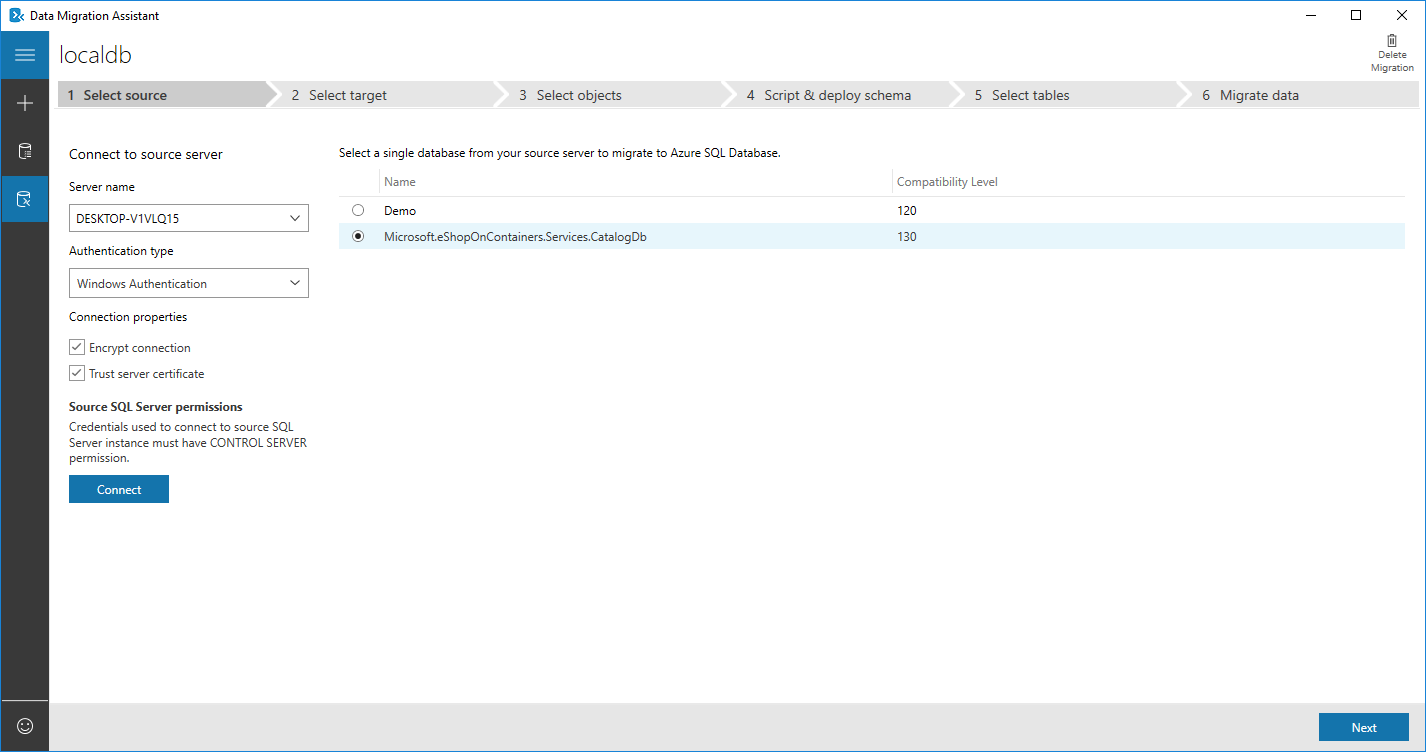 Data Migration Assistant
localdb
Delete
Migration
1 Select source
2 Select target
3 Select objects
4 Script & deploy schema
5 Select tables
6 Migrate data
Connect to source server
Server name
DESKTOP-V1VLQ15
Authentication type
Windows Authentication
Connection properties
Encrypt connection
Trust server certificate
Source SQL Server permissions
Credentials used to connect to source SQL
Server instance must have CONTROL SERVER
permission.
Connect
Select a single database from your source server to migrate to Azure SQL Database.
Name Compatibility Level
Demo 120
Microsoft.eShopOnContainers.Services.CatalogDb 130
Next